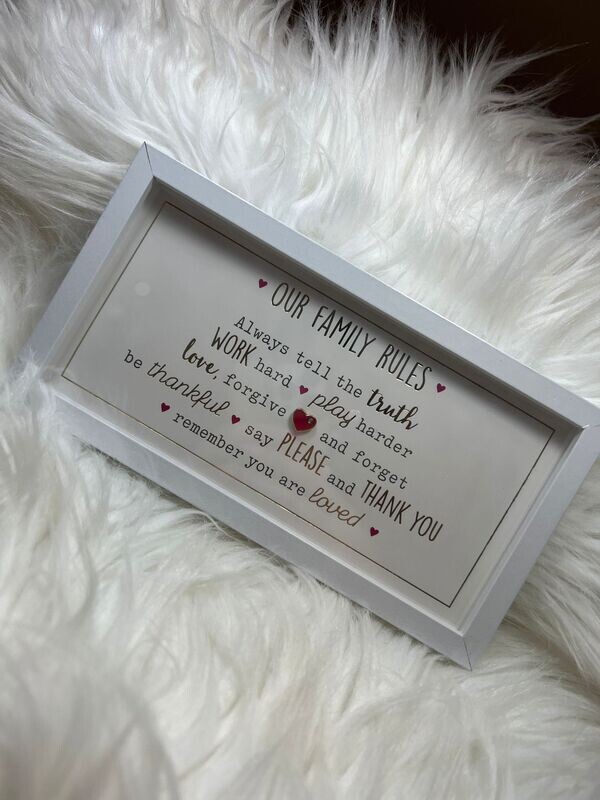 OUR FAMILY RULES
Always tell the truth
WORK hard play harder
love, forgive and forget
be thankful say PLEASE and THANK YOU
remember you are loved